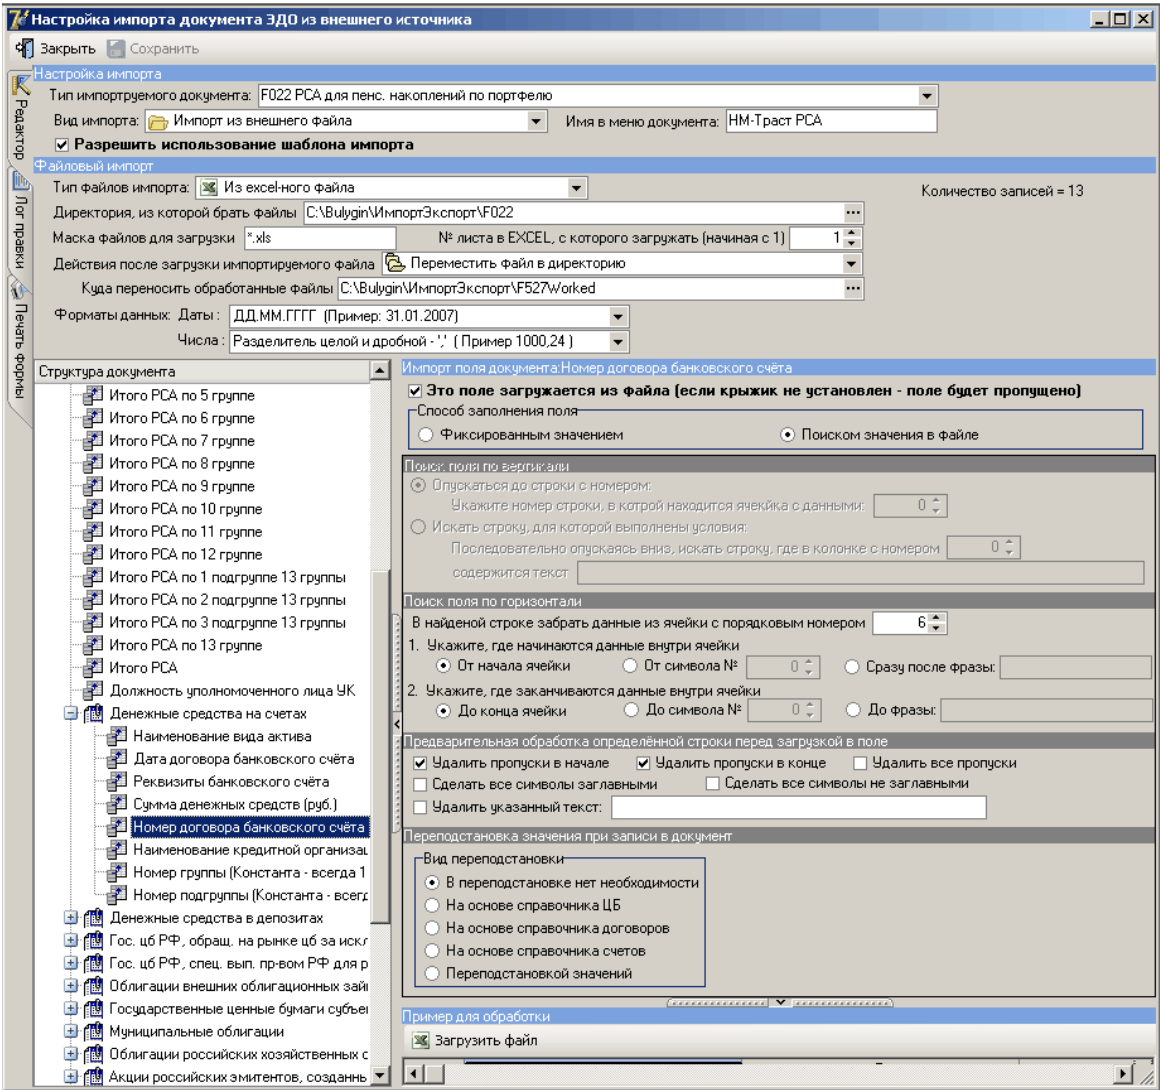 Настройка импорта документа ЭДО из внешнего источника
Закрыть Сохранить
Редактор
Лог правки
Печать формы
Настройка импорта
Тип импортруемого документа: F022 РСА для пенс. накоплений по портфелю
Вид импорта: Импорт из внешнего файла Имя в меню документа: НМ-Траст РСА
Разрешить использование шаблона импорта
Файловый импорт
Тип файлов импорта: Из excel-ного файла Количество записей = 13
Директория, из которой брать файлы C:\Bulygin\ИмпортЭкспорт\F022
Маска файлов для загрузки *.xls № листа в EXCEL, с которого загружать (начиная с 1) 1
Действия после загрузки импортируемого файла Переместить файл в директорию
Куда переносить обработанные файлы C:\Bulygin\ИмпортЭкспорт\F527Worked
Форматы данных: Даты : ДД.ММ.ГГГГ (Пример: 31.01.2007)
Числа : Разделитель целой и дробной - ',' ( Пример 1000,24 )
Структура документа
Итого РСА по 5 группе
Итого РСА по 6 группе
Итого РСА по 7 группе
Итого РСА по 8 группе
Итого РСА по 9 группе
Итого РСА по 10 группе
Итого РСА по 11 группе
Итого РСА по 12 группе
Итого РСА по 1 подгруппе 13 группы
Итого РСА по 2 подгруппе 13 группы
Итого РСА по 3 подгруппе 13 группы
Итого РСА по 13 группе
Итого РСА
Должность уполномоченного лица УК
Денежные средства на счетах
Наименование вида актива
Дата договора банковского счёта
Реквизиты банковского счёта
Сумма денежных средств (руб.)
Номер договора банковского счёта
Наименование кредитной организац
Номер группы (Константа - всегда 1
Номер подгруппы (Константа - всегд
Денежные средства в депозитах
Гос. цб РФ, обращ. на рынке цб за искл
Гос. цб РФ, спец. вып. пр-вом РФ для р
Облигации внешних облигационных зай
Государственные ценные бумаги субъе
Муниципальные облигации
Облигации российских хозяйственных с
Акции российских эмитентов, созданнь
Импорт поля документа:Номер договора банковского счёта
Это поле загружается из файла (если крыжик не установлен - поле будет пропущено)
Способ заполнения поля
Фиксированным значением Поиском значения в файле
Поиск поля по вертикали
Опускаться до строки с номером:
Укажите номер строки, в котрой находится ячекйка с данными: 0
Искать строку, для которой выполнены условия:
Последовательно опускаясь вниз, искать строку, где в колонке с номером 0
содержится текст
Поиск поля по горизонтали
В найденой строке забрать данные из ячейки с порядковым номером 6
1. Укажите, где начинаются данные внутри ячейки
От начала ячейки От символа № 0 Сразу после фразы:
2. Укажите, где заканчиваются данные внутри ячейки
До конца ячейки До символа № 0 До фразы:
Предварительная обработка определённой строки перед загрузкой в поле
Удалить пропуски в начале Удалить пропуски в конце Удалить все пропуски
Сделать все символы заглавными Сделать все символы не заглавными
Удалить указанный текст:
Переподстановка значения при записи в документ
Вид переподстановки
В переподстановке нет необходимости
На основе справочника ЦБ
На основе справочника договоров
На основе справочника счетов
Переподстановкой значений
Пример для обработки
Загрузить файл